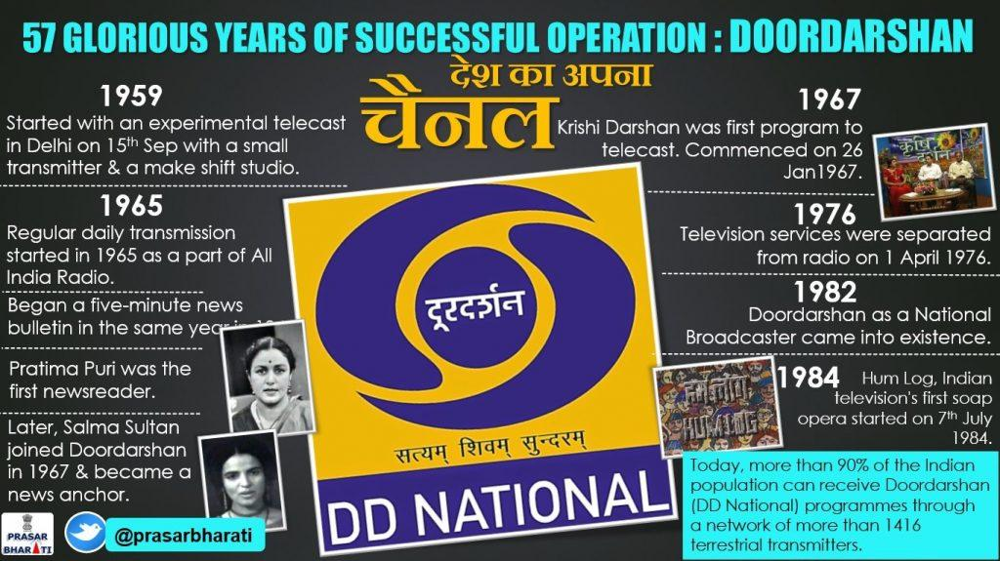 57 GLORIOUS YEARS OF SUCCESSFUL OPERATION : DOORDARSHAN
देश का अपना
चैनल
1959
Started with an experimental telecast
in Delhi on 15th Sep with a small
transmitter & a make shift studio.
1965
Regular daily transmission
started in 1965 as a part of All
India Radio.
Began a five-minute news
bulletin in the same year
Pratima Puri was the
first newsreader.
Later, Salma Sultan
joined Doordarshan
in 1967 & became a
news anchor.
PRASAR
BHARATI
@prasarbharati
दूरदर्शन
सत्यम् शिवम् सुन्दरम्
DD NATIONAL
1967
Krishi Darshan was first program to
telecast. Commenced on 26
Jan1967.
कृषि
दर्शन
1976
Television services were separated
from radio on 1 April 1976.
1982
Doordarshan as a National
Broadcaster came into existence.
हम लोग
HUM LOG
1984
Hum Log, Indian
television's first soap
opera started on 7th July
1984.
Today, more than 90% of the Indian
population can receive Doordarshan
(DD National) programmes through
a network of more than 1416
terrestrial transmitters.